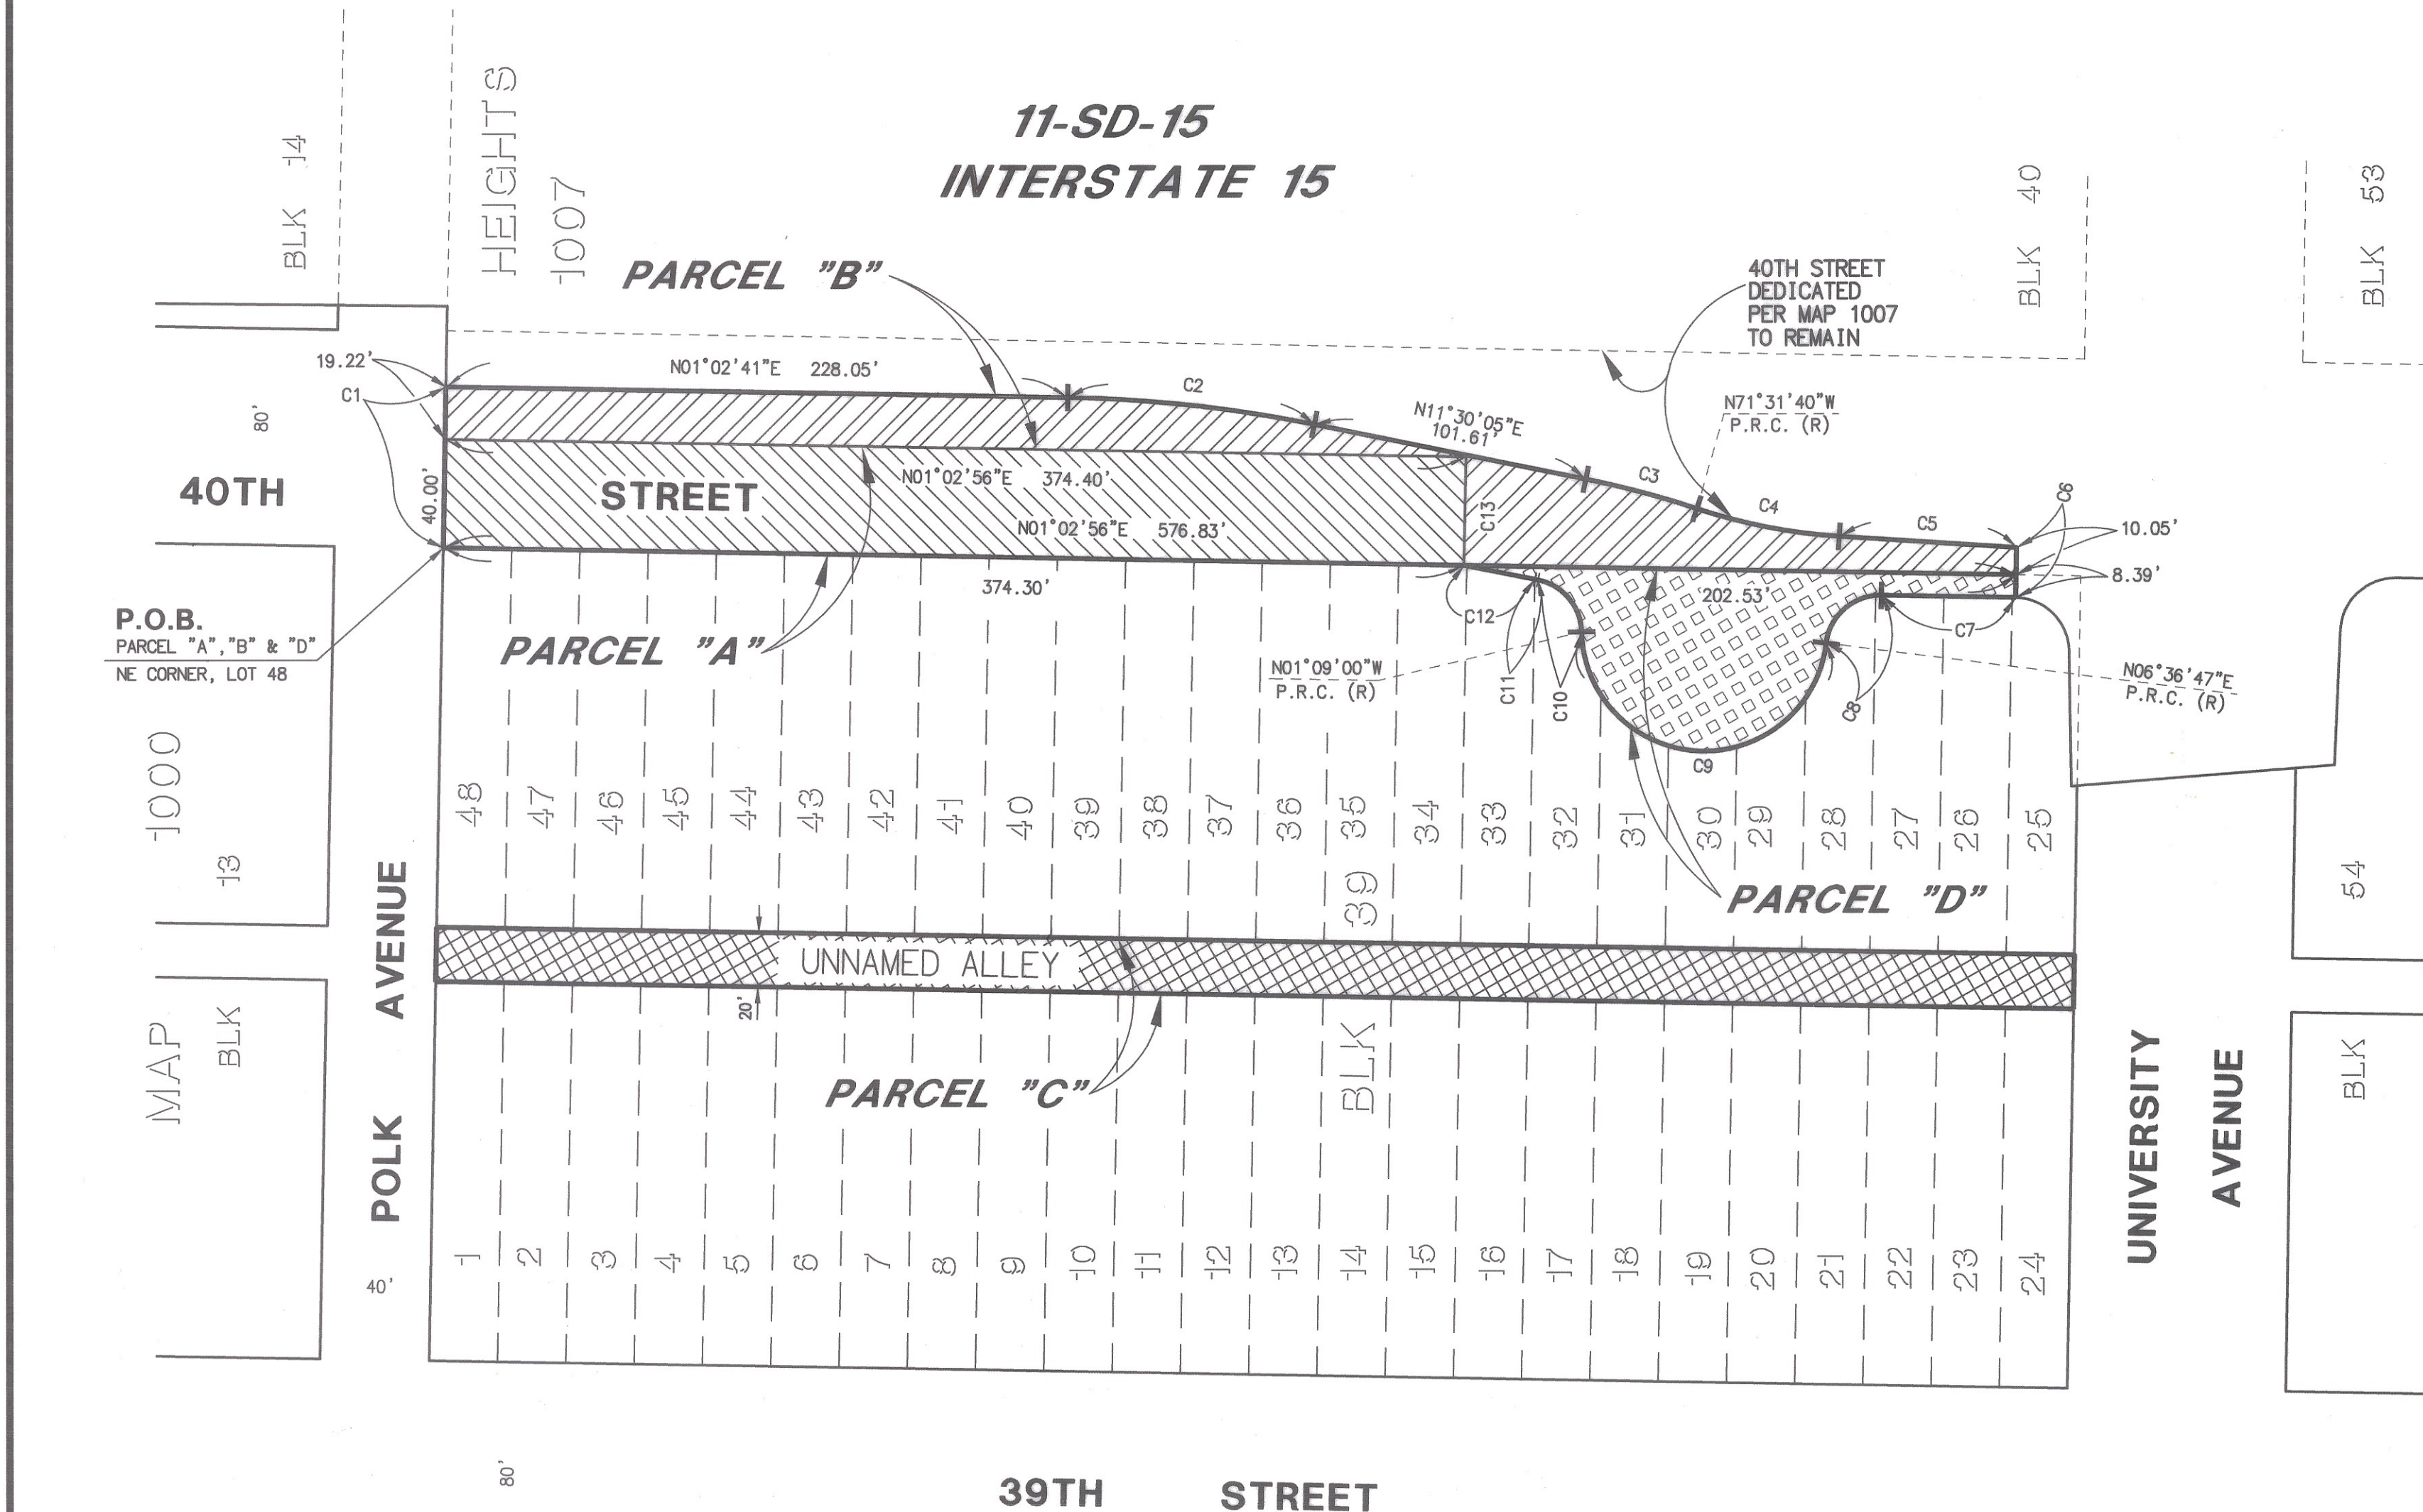 11-SD-15
INTERSTATE 15
BLK 14
HEIGHTS
1007
BLK 40
BLK 53
PARCEL "B"
40TH STREET
DEDICATED
PER MAP 1007
TO REMAIN
19.22'
C1
N01°02'41"E 228.05'
C2
N11°30'05"E
101.61'
N71°31'40"W
P.R.C. (R)
80'
40TH
STREET
40.00'
N01°02'56"E 374.40'
N01°02'56"E 576.83'
C13
C3
C4
C5
C6
10.05'
8.39'
374.30'
202.53'
P.O.B.
PARCEL "A","B" & "D"
NE CORNER, LOT 48
PARCEL "A"
C12
C7
N01°09'00"W
P.R.C. (R)
C11
C10
C8
N06°36'47"E
P.R.C. (R)
C9
1000
13
48
47
46
45
44
43
42
41
40
39
38
37
36
35
34
33
32
31
30
29
28
27
26
25
39
PARCEL "D"
54
UNNAMED ALLEY
20'
MAP
BLK
POLK AVENUE
PARCEL "C"
BLK
UNIVERSITY
AVENUE
BLK
1
2
3
4
5
6
7
8
9
10
11
12
13
14
15
16
17
18
19
20
21
22
23
24
40'
80'
39TH STREET